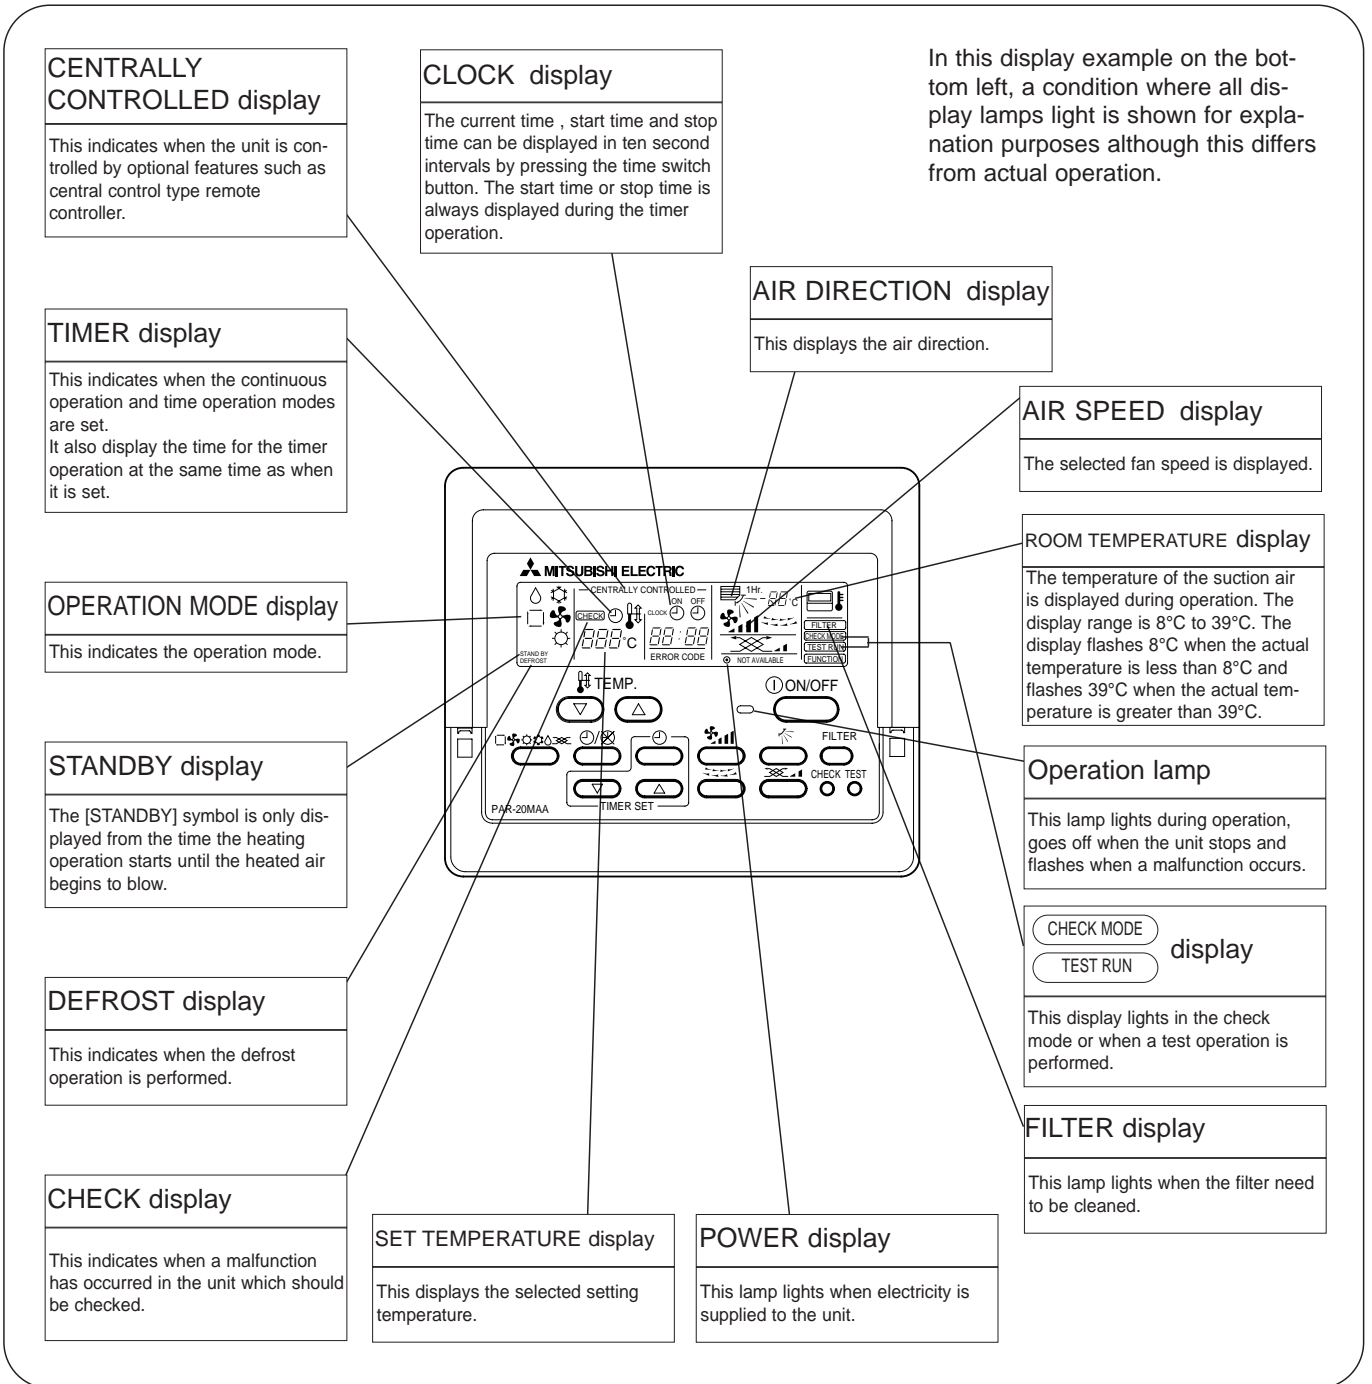 CENTRALLY
CONTROLLED display
This indicates when the unit is con-
trolled by optional features such as
central control type remote
controller.
CLOCK display
The current time , start time and stop
time can be displayed in ten second
intervals by pressing the time switch
button. The start time or stop time is
always displayed during the timer
operation.
In this display example on the bot-
tom left, a condition where all dis-
play lamps light is shown for expla-
nation purposes although this differs
from actual operation.
AIR DIRECTION display
This displays the air direction.
TIMER display
This indicates when the continuous
operation and time operation modes
are set.
It also display the time for the timer
operation at the same time as when
it is set.
AIR SPEED display
The selected fan speed is displayed.
ROOM TEMPERATURE display
The temperature of the suction air
is displayed during operation. The
display range is 8°C to 39°C. The
display flashes 8°C when the actual
temperature is less than 8°C and
flashes 39°C when the actual tem-
perature is greater than 39°C.
OPERATION MODE display
This indicates the operation mode.
MITSUBISHI ELECTRIC
CENTRALLY CONTROLLED
ON OFF
1Hr.
88°C
CHECK
CLOCK
FILTER
CHECK MODE
TEST RUN
FUNCTION
888°C
88:88
STAND BY
DEFROST
ERROR CODE
NOT AVAILABLE
TEMP.
ON/OFF
FILTER
CHECK TEST
PAR-20MAA
TIMER SET
STANDBY display
The [STANDBY] symbol is only dis-
played from the time the heating
operation starts until the heated air
begins to blow.
Operation lamp
This lamp lights during operation,
goes off when the unit stops and
flashes when a malfunction occurs.
CHECK MODE
TEST RUN
display
This display lights in the check
mode or when a test operation is
performed.
DEFROST display
This indicates when the defrost
operation is performed.
FILTER display
This lamp lights when the filter need
to be cleaned.
CHECK display
This indicates when a malfunction
has occurred in the unit which should
be checked.
SET TEMPERATURE display
This displays the selected setting
temperature.
POWER display
This lamp lights when electricity is
supplied to the unit.